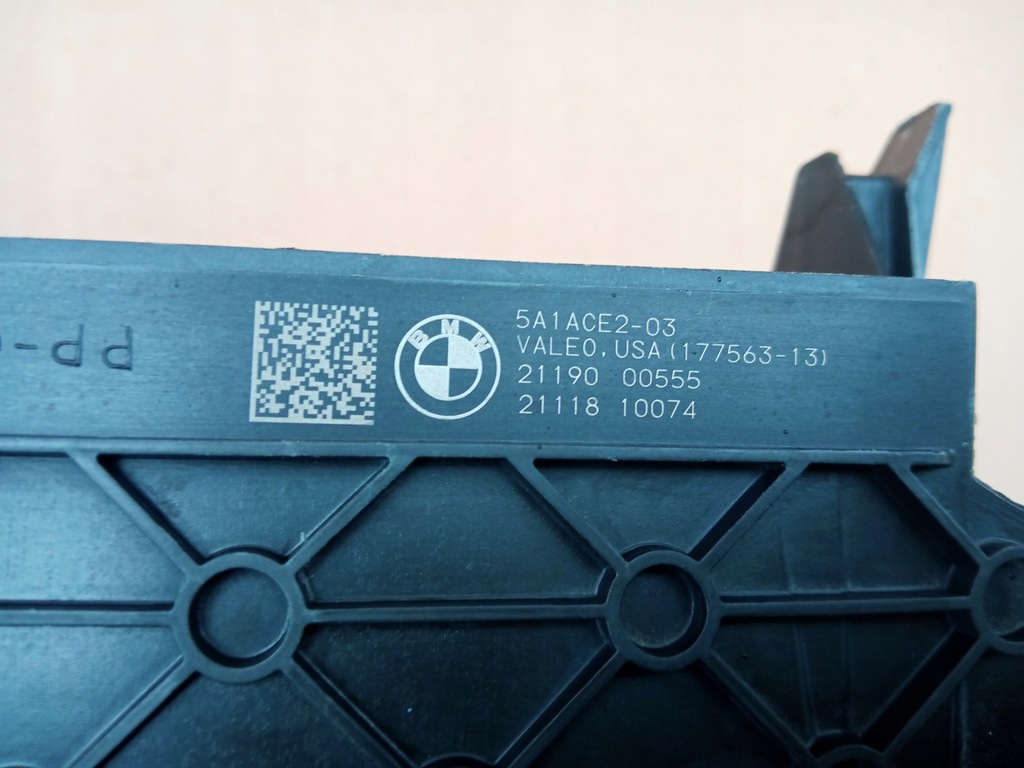 PP-
BMW
5A1ACE2-03
VALEO, USA (177563-13)
21190 00555
21118 10074